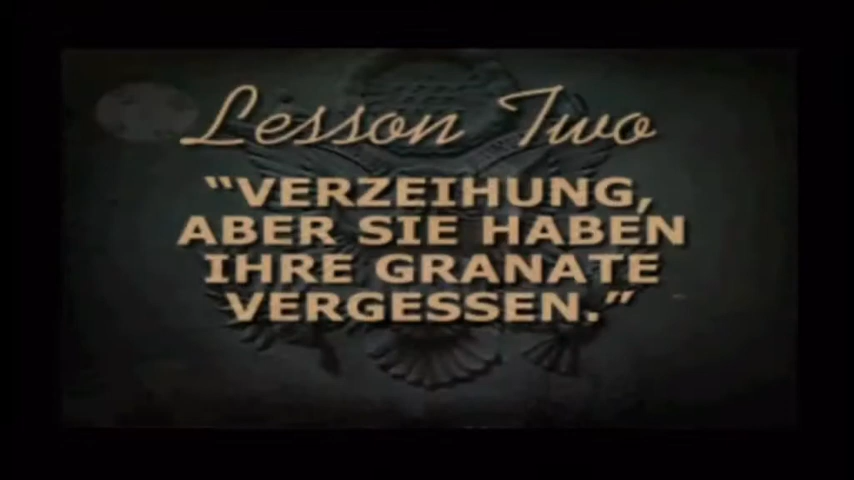 Lesson Two
"VERZEIHUNG,
ABER SIE HABEN
IHRE GRANATE
VERGESSEN."